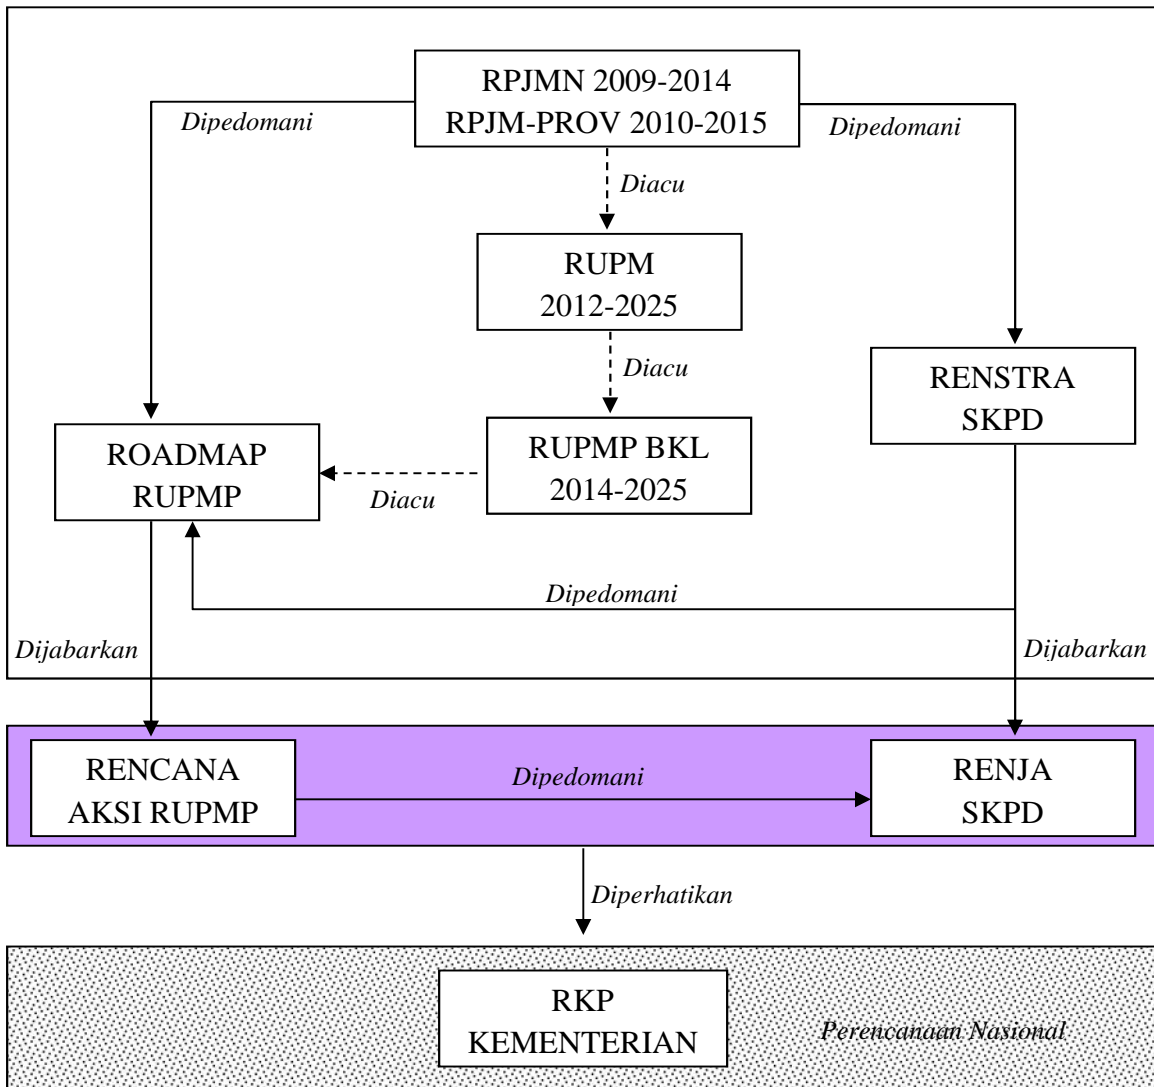 RPJMN 2009-2014
RPJM-PROV 2010-2015
Dipedomani
Dipedomani
Diacu
RUPM
2012-2025
Diacu
RENSTRA
SKPD
ROADMAP
RUPMP
RUPMP BKL
2014-2025
Diacu
Dipedomani
Dijabarkan
Dijabarkan
RENCANA
AKSI RUPMP
Dipedomani
RENJA
SKPD
Diperhatikan
RKP
KEMENTERIAN
Perencanaan Nasional